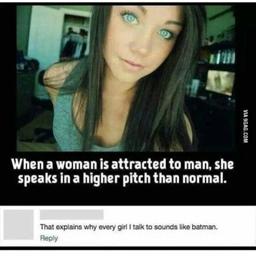 VIA 9GAG.COM
When a woman is attracted to man, she
speaks in a higher pitch than normal.
That explains why every girl I talk to sounds like batman.
Reply